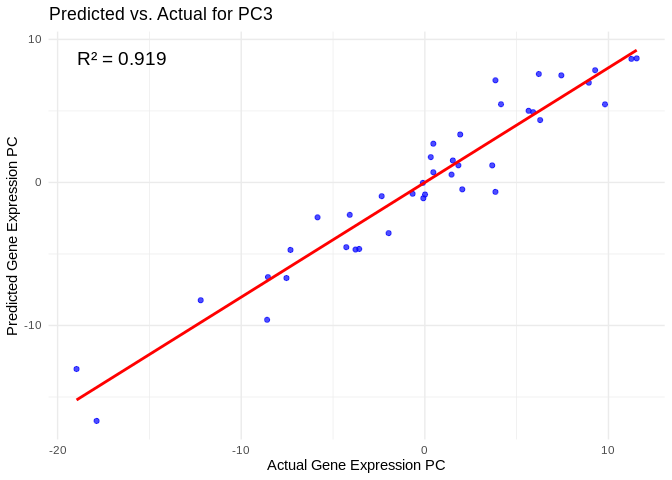 Predicted vs. Actual for PC3
R² = 0.919
10
0
-10
Predicted Gene Expression PC
-20
-10
0
10
Actual Gene Expression PC